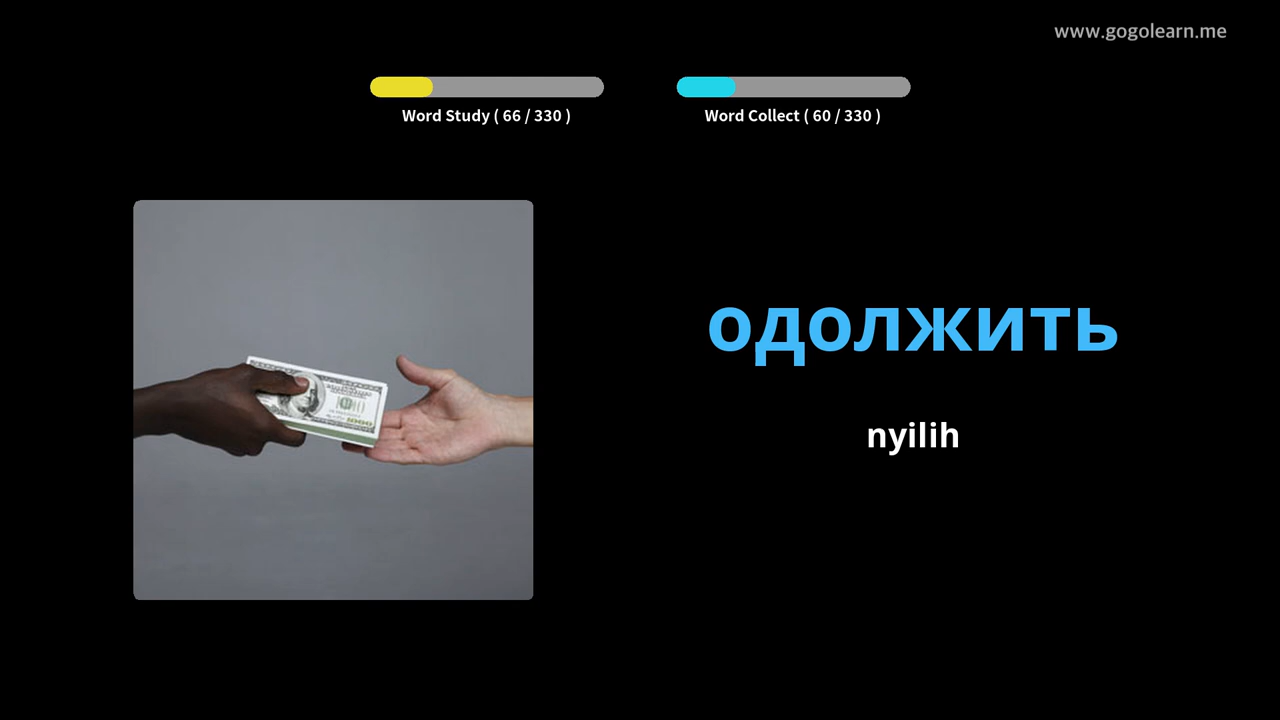 www.gogolearn.me
Word Study ( 66 / 330 )
Word Collect ( 60 / 330 )
одолжить
nyilih